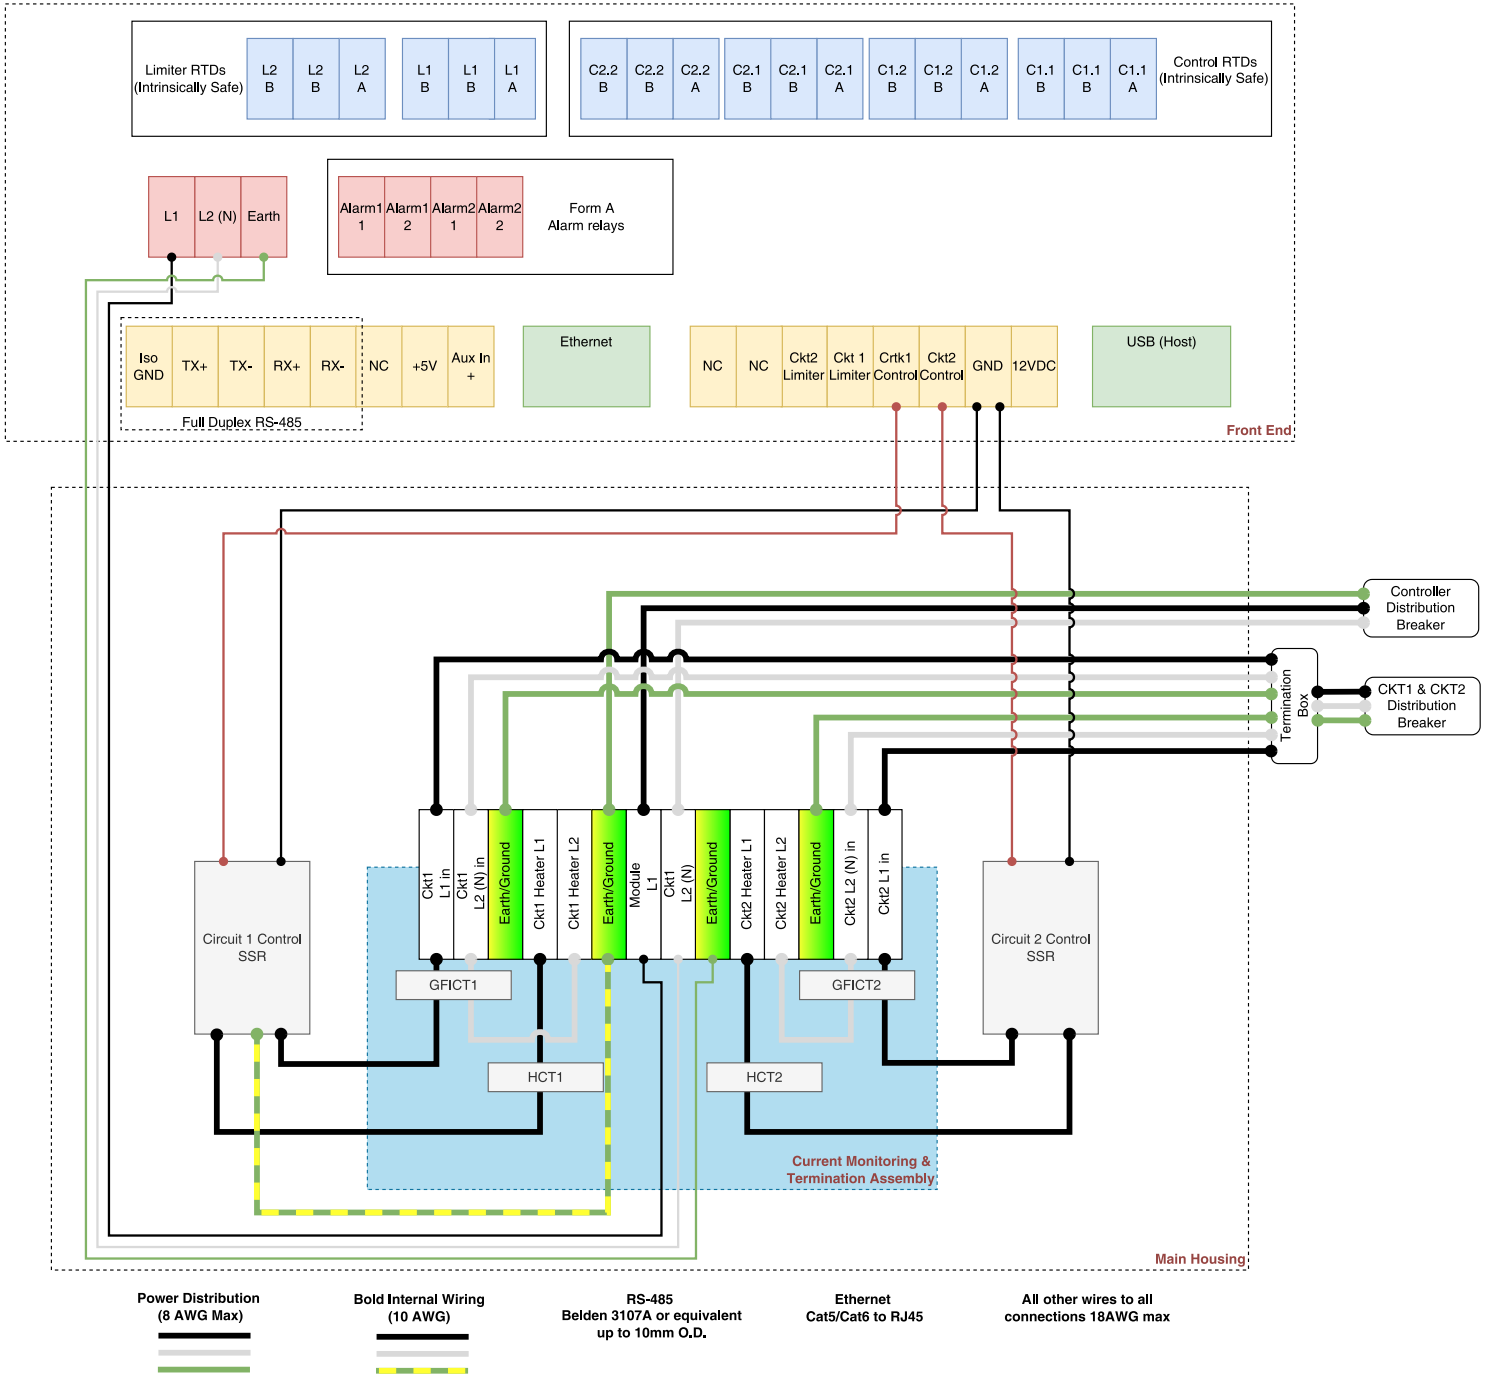 Limiter RTDs
(Intrinsically Safe)
L2
B
L2
B
L2
A
L1
B
L1
B
L1
A
C2.2
B
C2.2
B
C2.2
A
C2.1
B
C2.1
B
C2.1
A
C1.2
B
C1.2
B
C1.2
A
C1.1
B
C1.1
B
C1.1
A
Control RTDs
(Intrinsically Safe)
L1
L2 (N)
Earth
Alarm1
1
Alarm1
2
Alarm2
1
Alarm2
2
Form A
Alarm relays
Iso
GND
TX+
TX-
RX+
RX-
NC
+5V
Aux In
+
Full Duplex RS-485
Ethernet
NC
NC
Ckt2
Limiter
Ckt 1
Limiter
Crtk1
Control
Ckt2
Control
GND
12VDC
USB (Host)
Front End
Controller
Distribution
Breaker
Termination
Box
CKT1 & CKT2
Distribution
Breaker
Ckt1
L1 in
Ckt1
L2 (N) in
Earth/Ground
Ckt1 Heater L1
Ckt1 Heater L2
Earth/Ground
Module
L1
Ckt1
L2 (N)
Earth/Ground
Ckt2 Heater L1
Ckt2 Heater L2
Earth/Ground
Ckt2 L2 (N) in
Ckt2 L1 in
Circuit 1 Control
SSR
Circuit 2 Control
SSR
GFICT1
GFICT2
HCT1
HCT2
Current Monitoring &
Termination Assembly
Main Housing
Power Distribution
(8 AWG Max)
Bold Internal Wiring
(10 AWG)
RS-485
Belden 3107A or equivalent
up to 10mm O.D.
Ethernet
Cat5/Cat6 to RJ45
All other wires to all
connections 18AWG max